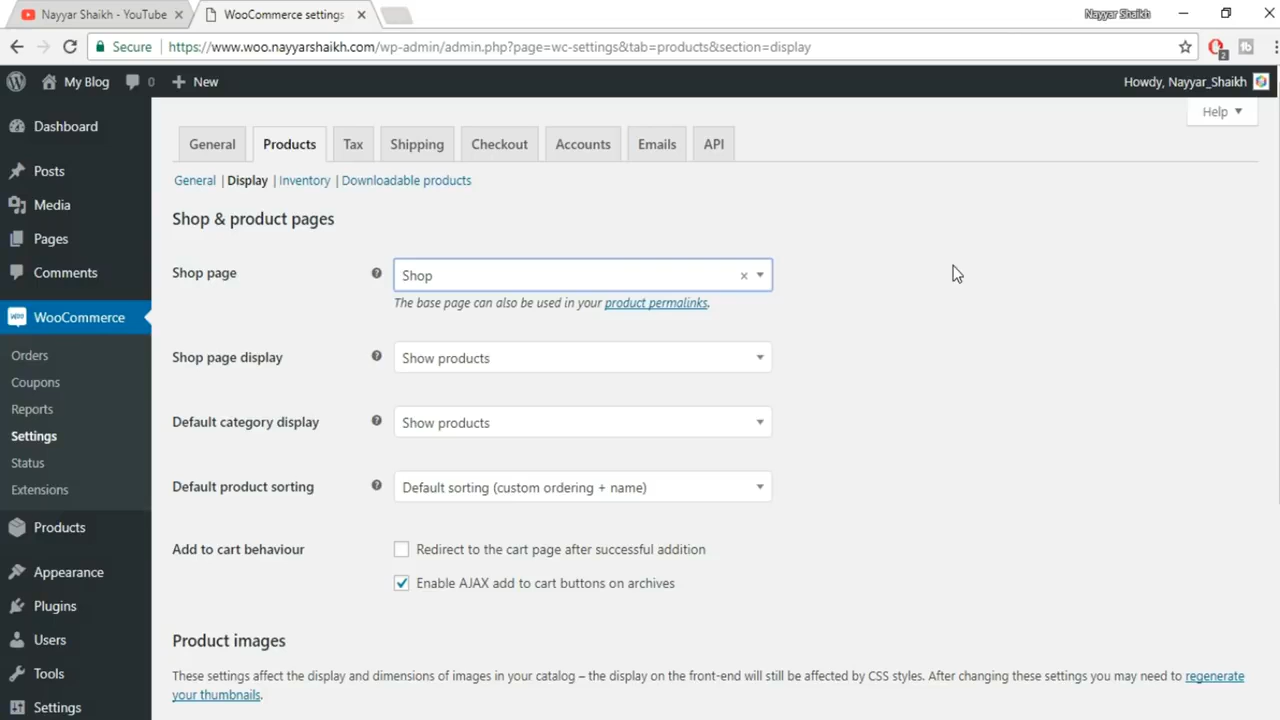 Nayyar Shaikh - YouTube
WooCommerce settings
Nayyar Shaikh
Secure
https://www.woo.nayyarshaikh.com/wp-admin/admin.php?page=wc-settings&tab=products&section=display
2
My Blog
0
New
Howdy, Nayyar_Shaikh
Help
Dashboard
Posts
Media
Pages
Comments
WooCommerce
Orders
Coupons
Reports
Settings
Status
Extensions
Products
Appearance
Plugins
Users
Tools
Settings
General Products Tax Shipping Checkout Accounts Emails API
General | Display | Inventory | Downloadable products
Shop & product pages
Shop page
Shop
The base page can also be used in your product permalinks.
Shop page display
Show products
Default category display
Show products
Default product sorting
Default sorting (custom ordering + name)
Add to cart behaviour
Redirect to the cart page after successful addition
Enable AJAX add to cart buttons on archives
Product images
These settings affect the display and dimensions of images in your catalog – the display on the front-end will still be affected by CSS styles. After changing these settings you may need to regenerate
your thumbnails.